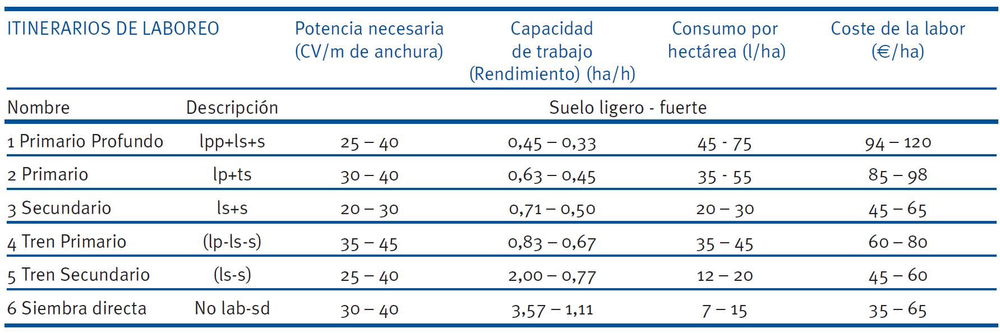 ITINERARIOS DE LABOREO Potencia necesaria Capacidad Consumo por Coste de la labor
(CV/m de anchura) de trabajo hectárea (l/ha) (€/ha)
(Rendimiento) (ha/h)
Nombre Descripción Suelo ligero - fuerte
1 Primario Profundo lpp+ls+s 25 – 40 0,45 – 0,33 45 - 75 94 – 120
2 Primario lp+ts 30 – 40 0,63 – 0,45 35 - 55 85 – 98
3 Secundario ls+s 20 – 30 0,71 – 0,50 20 – 30 45 – 65
4 Tren Primario (lp-ls-s) 35 – 45 0,83 – 0,67 35 – 45 60 – 80
5 Tren Secundario (ls-s) 25 – 40 2,00 – 0,77 12 – 20 45 – 60
6 Siembra directa No lab-sd 30 – 40 3,57 – 1,11 7 – 15 35 – 65